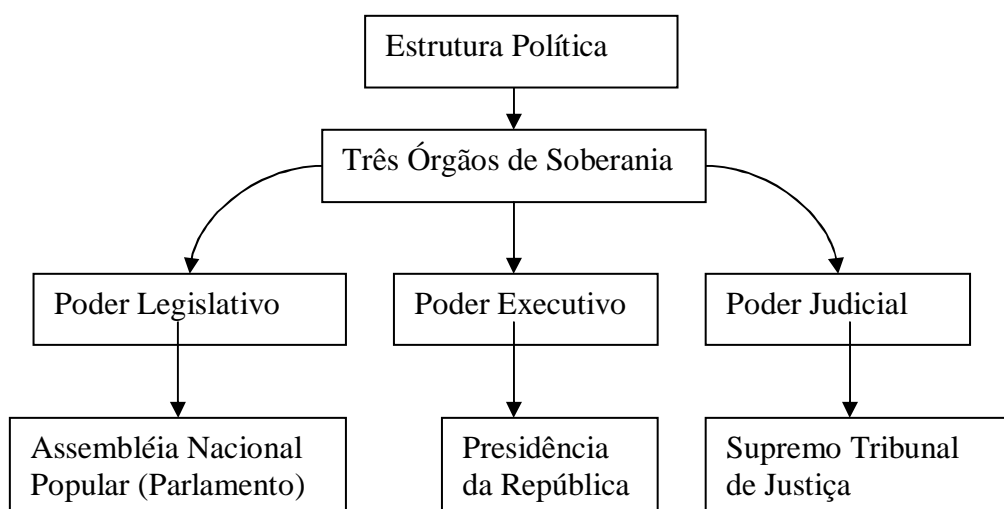 Estrutura Política
Três Órgãos de Soberania
Poder Legislativo
Poder Executivo
Poder Judicial
Assembléia Nacional
Popular (Parlamento)
Presidência
da República
Supremo Tribunal
de Justiça